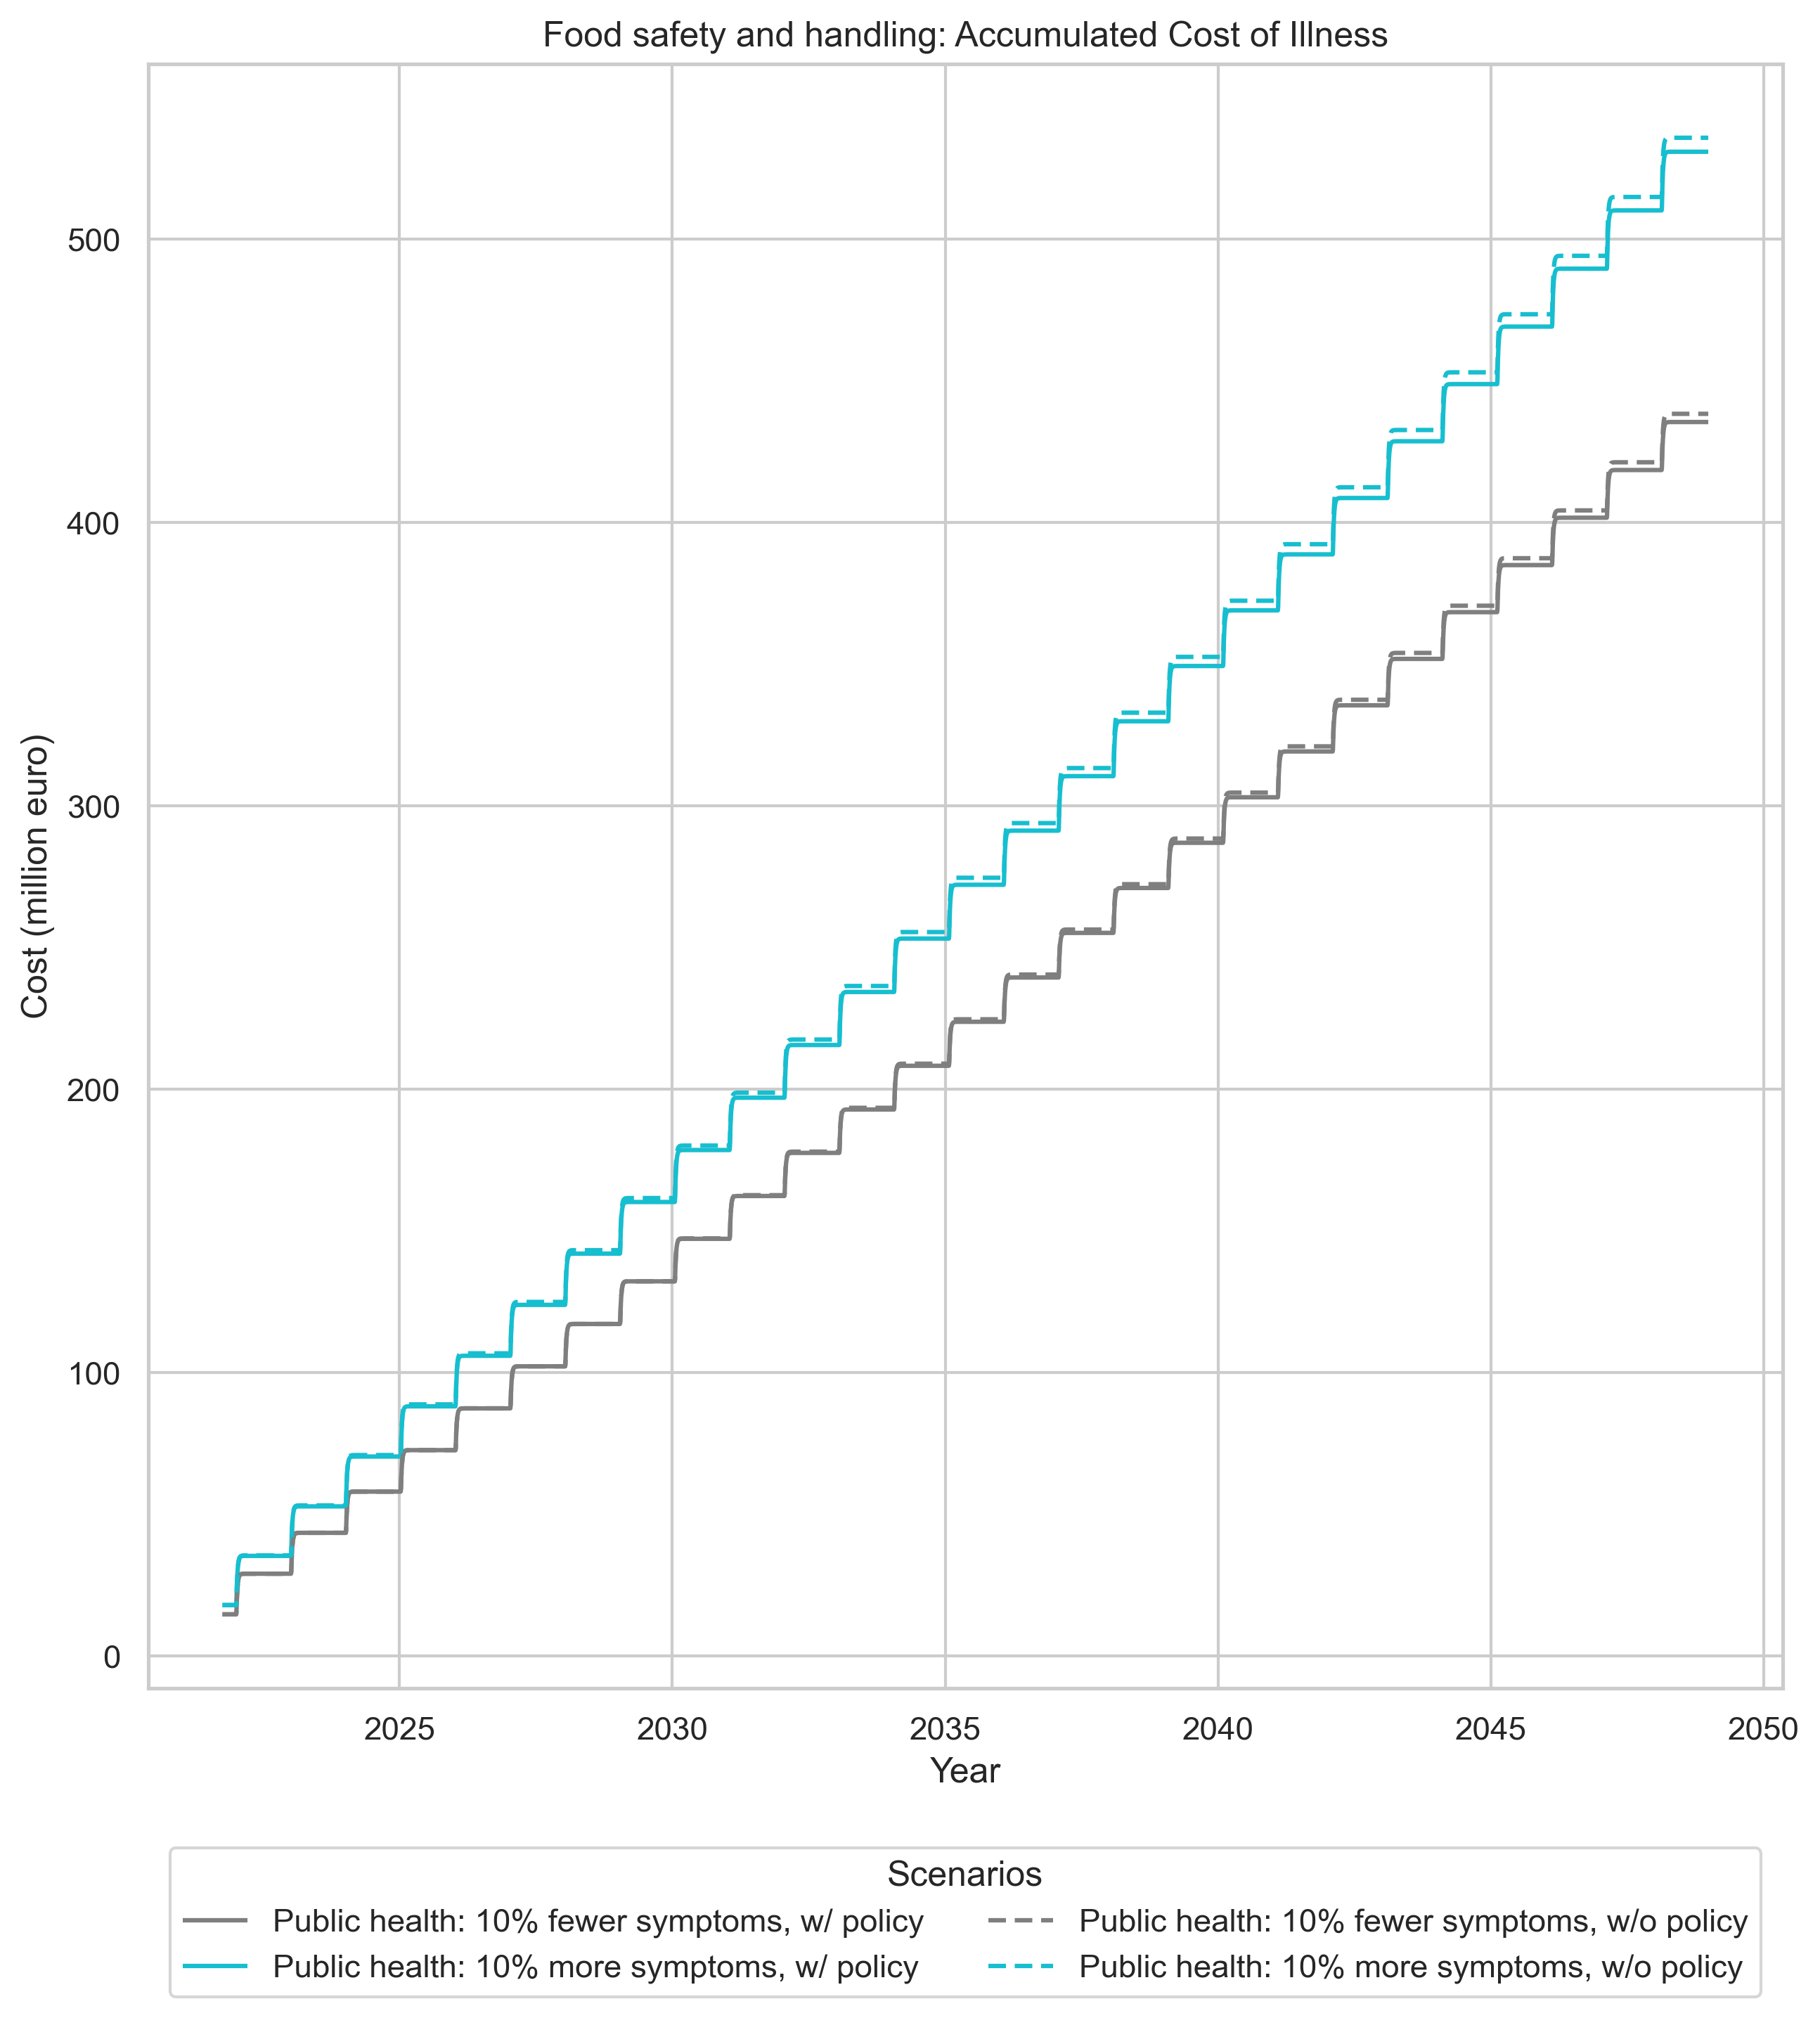 Food safety and handling: Accumulated Cost of Illness
500
400
300
200
100
0
Cost (million euro)
2025 2030 2035 2040 2045 2050
Year
Scenarios
Public health: 10% fewer symptoms, w/ policy
Public health: 10% more symptoms, w/ policy
Public health: 10% fewer symptoms, w/o policy
Public health: 10% more symptoms, w/o policy